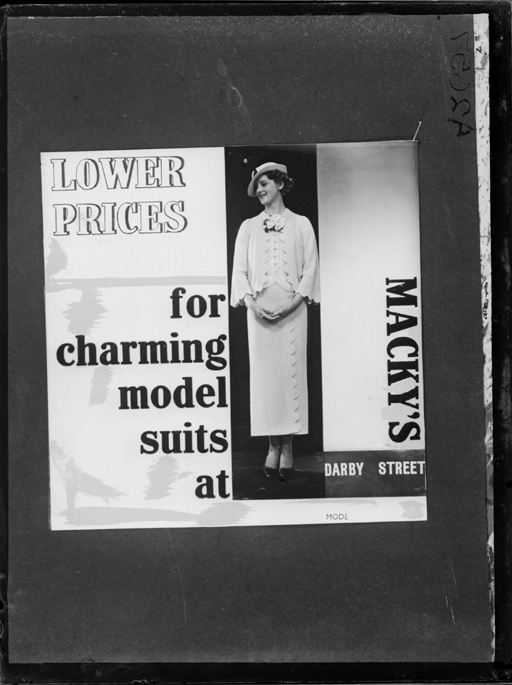 LOWER
PRICES
for
charming
model
suits
at
MACKY'S
DARBY STREET
MODE